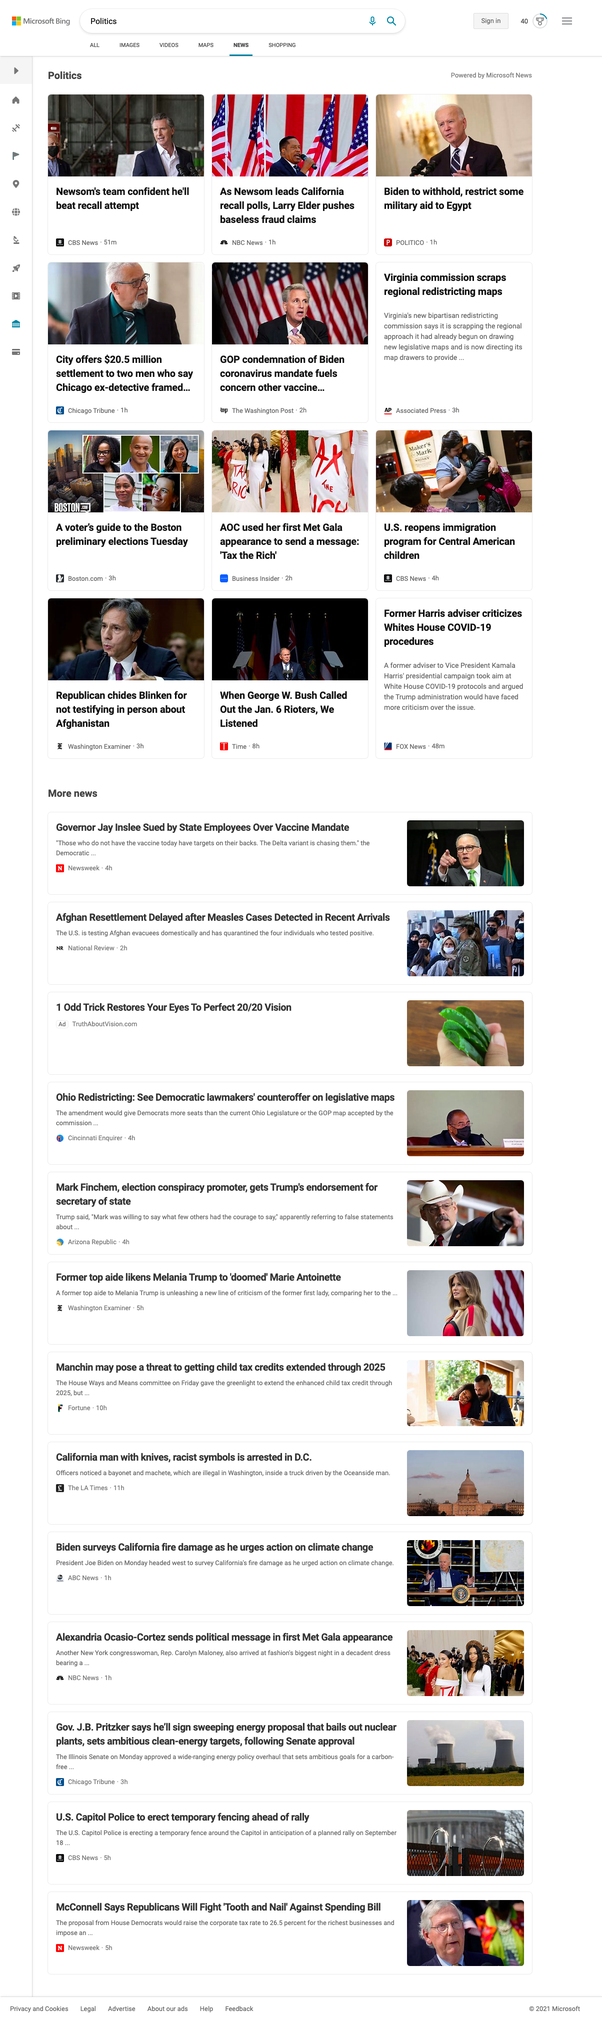 Microsoft Bing
Politics
Sign in
40
ALL IMAGES VIDEOS MAPS NEWS SHOPPING
Politics
Powered by Microsoft News
Newsom's team confident he'll
beat recall attempt
CBS News · 51m
As Newsom leads California
recall polls, Larry Elder pushes
baseless fraud claims
NBC News · 1h
Biden to withhold, restrict some
military aid to Egypt
POLITICO · 1h
City offers $20.5 million
settlement to two men who say
Chicago ex-detective framed...
Chicago Tribune · 1h
GOP condemnation of Biden
coronavirus mandate fuels
concern other vaccine...
wp The Washington Post · 2h
Virginia commission scraps
regional redistricting maps
Virginia's new bipartisan redistricting
commission says it is scrapping the regional
approach it had already begun on drawing
new legislative maps and is now directing its
map drawers to provide ...
AP Associated Press · 3h
BOSTON
A voter's guide to the Boston
preliminary elections Tuesday
Boston.com · 3h
TAX
RIC
AX
THE
AOC used her first Met Gala
appearance to send a message:
'Tax the Rich'
Business Insider · 2h
Maker's
Mark
U.S. reopens immigration
program for Central American
children
CBS News · 4h
Republican chides Blinken for
not testifying in person about
Afghanistan
Washington Examiner · 3h
When George W. Bush Called
Out the Jan. 6 Rioters, We
Listened
Time · 8h
Former Harris adviser criticizes
Whites House COVID-19
procedures
A former adviser to Vice President Kamala
Harris' presidential campaign took aim at
White House COVID-19 protocols and argued
the Trump administration would have faced
more criticism over the issue.
FOX News · 48m
More news
Governor Jay Inslee Sued by State Employees Over Vaccine Mandate
"Those who do not have the vaccine today have targets on their backs. The Delta variant is chasing them." the
Democratic ...
N Newsweek · 4h
Afghan Resettlement Delayed after Measles Cases Detected in Recent Arrivals
The U.S. is testing Afghan evacuees domestically and has quarantined the four individuals who tested positive.
NR National Review · 2h
1 Odd Trick Restores Your Eyes To Perfect 20/20 Vision
Ad TruthAboutVision.com
Ohio Redistricting: See Democratic lawmakers' counteroffer on legislative maps
The amendment would give Democrats more seats than the current Ohio Legislature or the GOP map accepted by the
commission ...
Cincinnati Enquirer · 4h
Mark Finchem, election conspiracy promoter, gets Trump's endorsement for
secretary of state
Trump said, "Mark was willing to say what few others had the courage to say," apparently referring to false statements
about ...
Arizona Republic · 4h
Former top aide likens Melania Trump to 'doomed' Marie Antoinette
A former top aide to Melania Trump is unleashing a new line of criticism of the former first lady, comparing her to the ...
Washington Examiner · 5h
Manchin may pose a threat to getting child tax credits extended through 2025
The House Ways and Means committee on Friday gave the greenlight to extend the enhanced child tax credit through
2025, but ...
Fortune · 10h
California man with knives, racist symbols is arrested in D.C.
Officers noticed a bayonet and machete, which are illegal in Washington, inside a truck driven by the Oceanside man.
The LA Times · 11h
Biden surveys California fire damage as he urges action on climate change
President Joe Biden on Monday headed west to survey California's fire damage as he urged action on climate change.
ABC News · 1h
Alexandria Ocasio-Cortez sends political message in first Met Gala appearance
Another New York congresswoman, Rep. Carolyn Maloney, also arrived at fashion's biggest night in a decadent dress
bearing a ...
NBC News · 1h
Gov. J.B. Pritzker says he'll sign sweeping energy proposal that bails out nuclear
plants, sets ambitious clean-energy targets, following Senate approval
The Illinois Senate on Monday approved a wide-ranging energy policy overhaul that sets ambitious goals for a carbon-
free ...
Chicago Tribune · 3h
U.S. Capitol Police to erect temporary fencing ahead of rally
The U.S. Capitol Police is erecting a temporary fence around the Capitol in anticipation of a planned rally on September
18 ...
CBS News · 5h
McConnell Says Republicans Will Fight 'Tooth and Nail' Against Spending Bill
The proposal from House Democrats would raise the corporate tax rate to 26.5 percent for the richest businesses and
impose an ...
N Newsweek · 5h
Privacy and Cookies Legal Advertise About our ads Help Feedback
© 2021 Microsoft